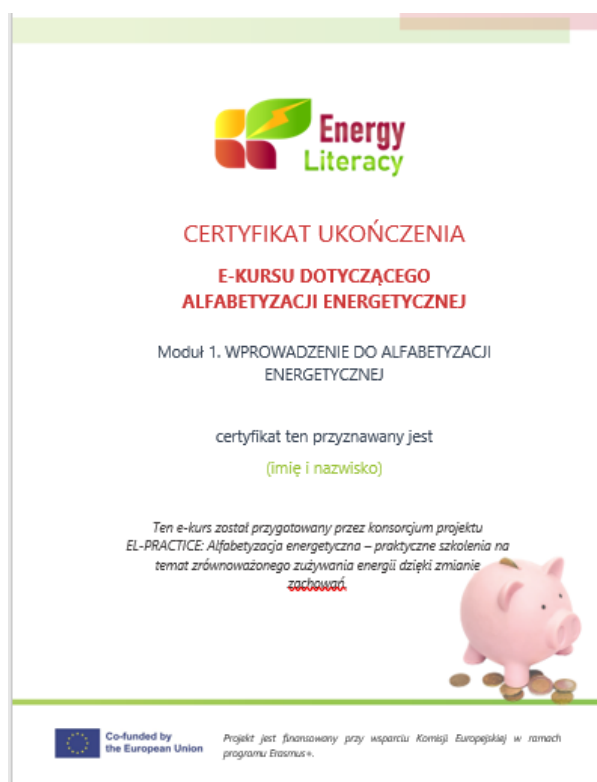 Energy
Literacy
CERTYFIKAT UKOŃCZENIA
E-KURSU DOTYCZĄCEGO
ALFABETYZACJI ENERGETYCZNEJ
Moduł 1. WPROWADZENIE DO ALFABETYZACJI
ENERGETYCZNEJ
certyfikat ten przyznawany jest
(imię i nazwisko)
Ten e-kurs został przygotowany przez konsorcjum projektu
EL-PRACTICE: Alfabetyzacja energetyczna – praktyczne szkolenia na
temat zrównoważonego zużywania energii dzięki zmianie
zachowań.
Co-funded by
the European Union
Projekt jest finansowany przy wsparciu Komisji Europejskiej w ramach
programu Erasmus+.